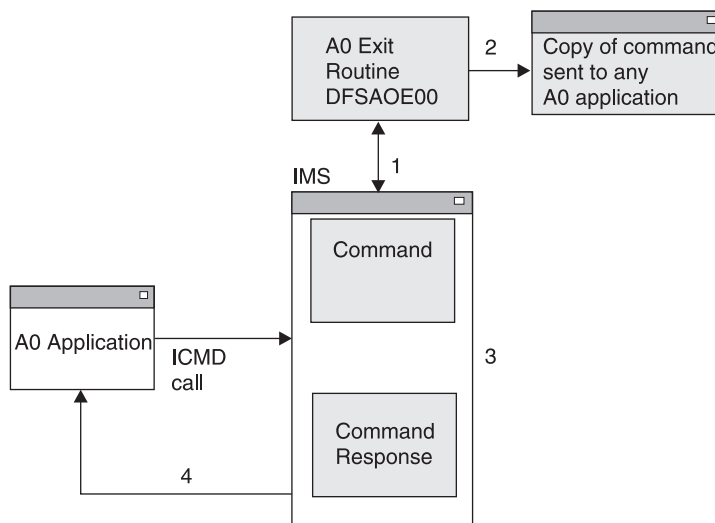 A0 Exit
Routine
DFSAOE00
2
Copy of command
sent to any
A0 application
1
IMS
Command
A0 Application
ICMD
call
3
Command
Response
4